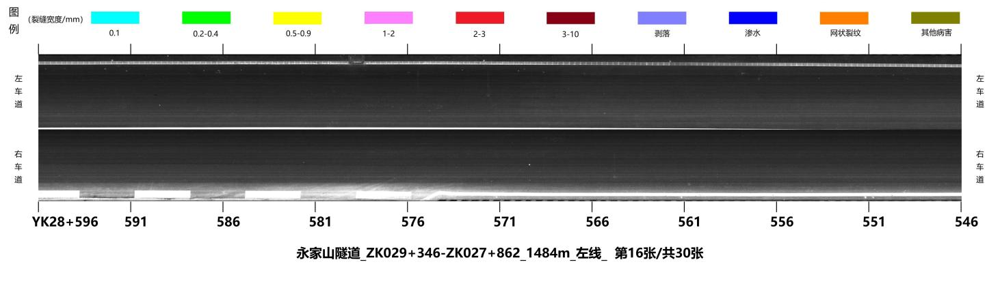 图例
(裂缝宽度/mm)
0.1 0.2-0.4 0.5-0.9 1-2 2-3 3-10 剥落 渗水 网状裂纹 其他病害
左车道 左车道
右车道 右车道
YK28+596 591 586 581 576 571 566 561 556 551 546
永家山隧道_ZK029+346-ZK027+862_1484m_左线_ 第16张/共30张